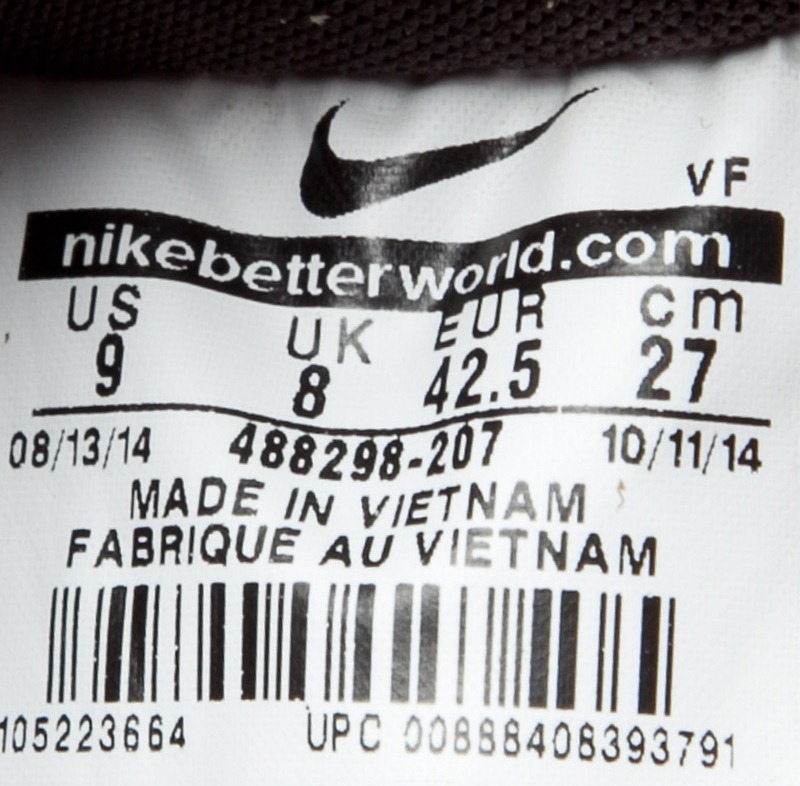 VF
nikebetterworld.com
US UK EUR cm
9 8 42.5 27
08/13/14 488298-207 10/11/14
MADE IN VIETNAM
FABRIQUE AU VIETNAM
105223664 UPC 00888408393791